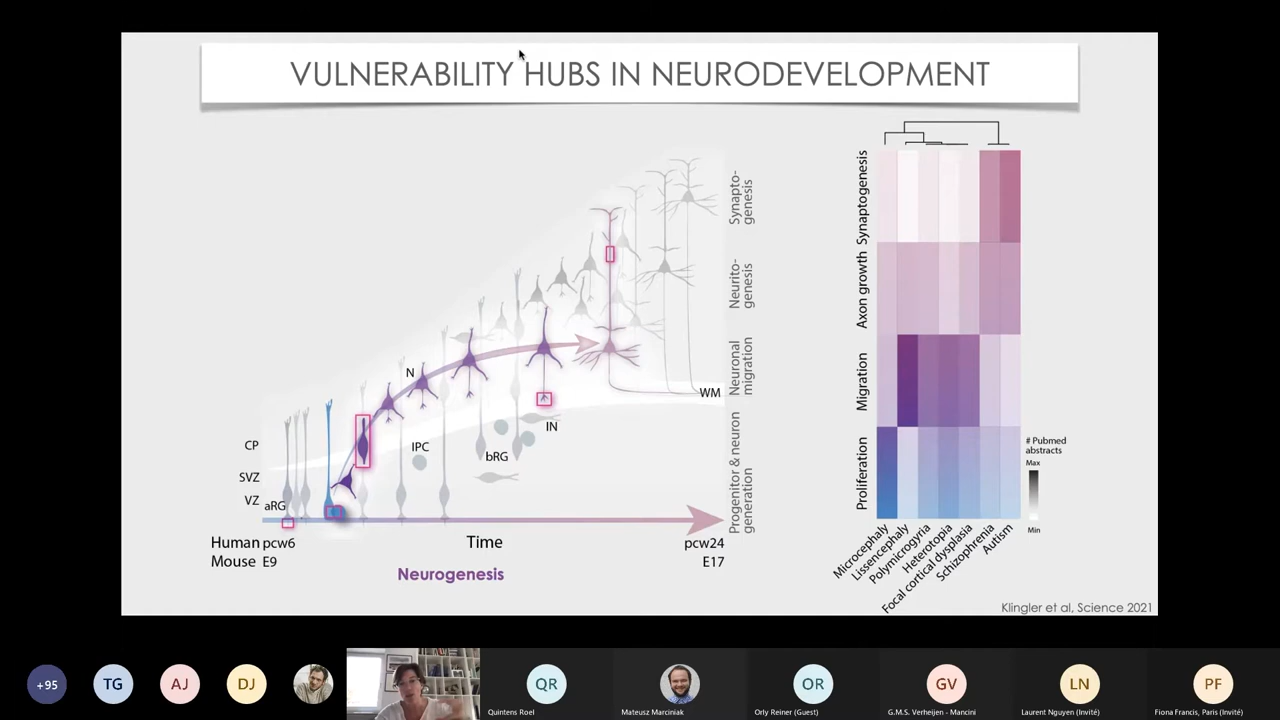 VULNERABILITY HUBS IN NEURODEVELOPMENT
Synapto-
genesis
Neurito-
genesis
Neuronal
migration
Progenitor & neuron
generation
N
WM
IN
IPC
bRG
CP
SVZ
VZ
aRG
Human pcw6
Time
pcw24
Mouse E9
E17
Neurogenesis
Synaptogenesis
Axon growth
Migration
Proliferation
# Pubmed
abstracts
Max
Min
Microcephaly
Lissencephaly
Polymicrogyria
Heterotopia
Focal cortical dysplasia
Schizophrenia
Autism
Klingler et al, Science 2021
+95
TG
AJ
DJ
QR
Quintens Roel
Mateusz Marciniak
OR
Orly Reiner (Guest)
GV
G.M.S. Verheijen - Mancini
LN
Laurent Nguyen (Invité)
PF
Fiona Francis, Paris (Invité)